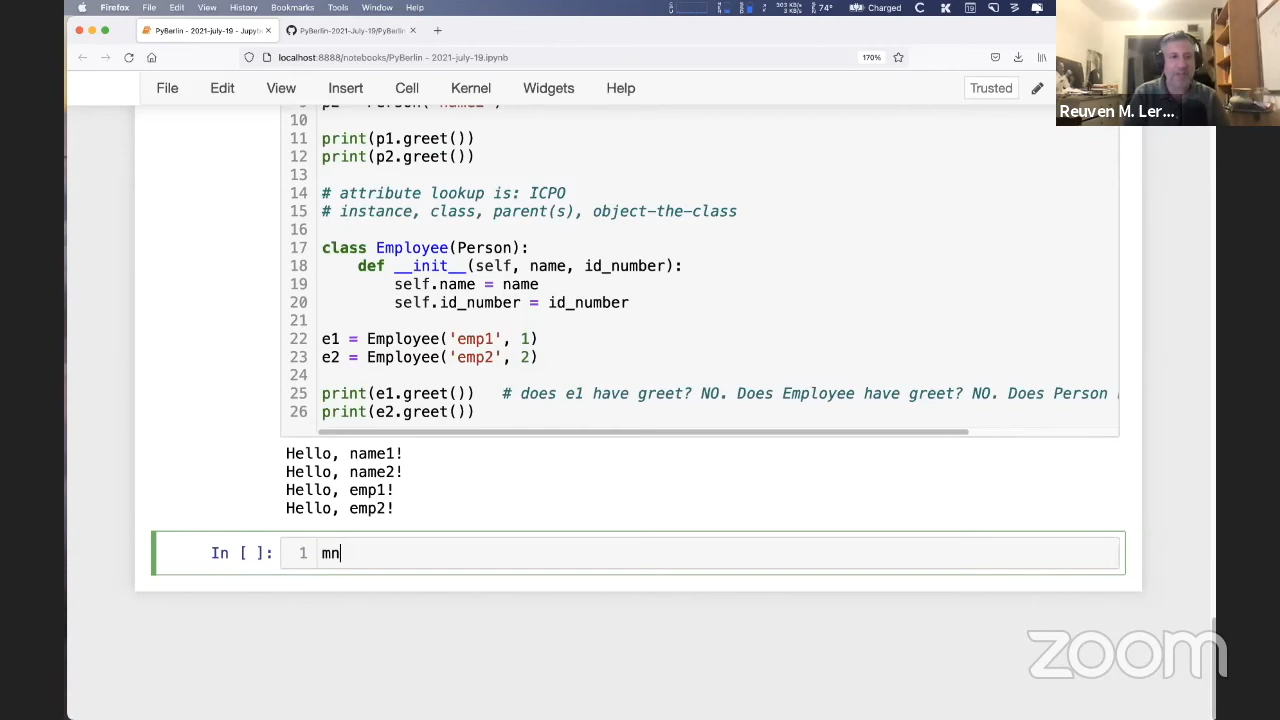 Firefox File Edit View History Bookmarks Tools Window Help 74° Charged
PyBerlin - 2021-july-19 - Jupyt
PyBerlin-2021-July-19/PyBerlin
localhost:8888/notebooks/PyBerlin - 2021-july-19.ipynb 170%
File Edit View Insert Cell Kernel Widgets Help Trusted
Reuven M. Ler...
10
11 print(p1.greet())
12 print(p2.greet())
13
14 # attribute lookup is: ICPO
15 # instance, class, parent(s), object-the-class
16
17 class Employee(Person):
18 def __init__(self, name, id_number):
19 self.name = name
20 self.id_number = id_number
21
22 e1 = Employee('emp1', 1)
23 e2 = Employee('emp2', 2)
24
25 print(e1.greet()) # does e1 have greet? NO. Does Employee have greet? NO. Does Person
26 print(e2.greet())
Hello, name1!
Hello, name2!
Hello, emp1!
Hello, emp2!
In [ ]: 1 mn
zoom